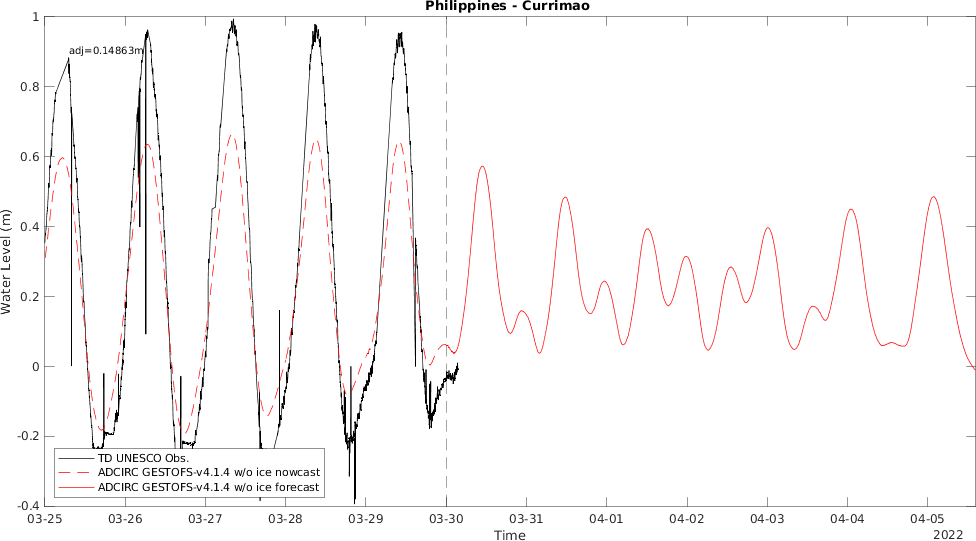 Philippines - Currimao
1
adj=0.14863m
0.8
0.6
0.4
0.2
0
-0.2
-0.4
Water Level (m)
TD UNESCO Obs.
ADCIRC GESTOFS-v4.1.4 w/o ice nowcast
ADCIRC GESTOFS-v4.1.4 w/o ice forecast
03-25 03-26 03-27 03-28 03-29 03-30 03-31 04-01 04-02 04-03 04-04 04-05
Time
2022